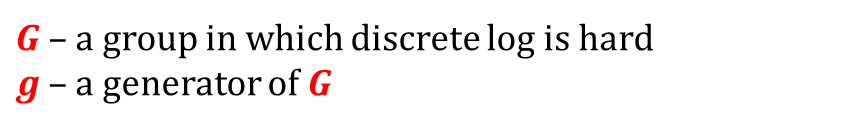 G – a group in which discrete log is hard
g – a generator of G